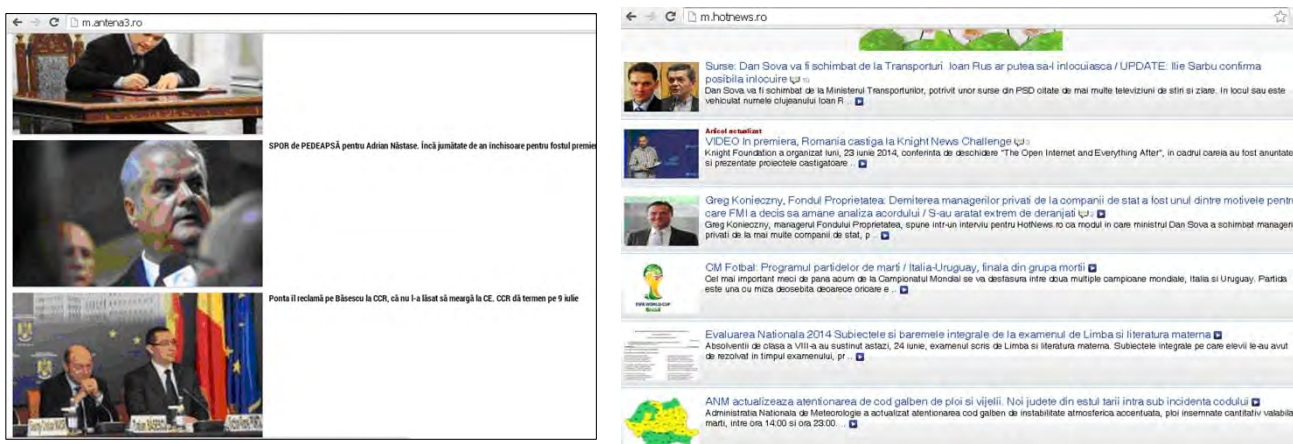 m.antena3.ro
SPOR de PEDEAPSĂ pentru Adrian Năstase. Încă jumătate de an închisoare pentru fostul premier
Ponta îl reclamă pe Băsescu la CCR, că nu l-a lăsat să meargă la CE. CCR dă termen pe 9 iulie
Traian BĂSESCU
m.hotnews.ro
Surse: Dan Sova va fi schimbat de la Transporturi. Ioan Rus ar putea sa-l inlocuiasca / UPDATE: Ilie Sarbu confirma
posibila inlocuire
Dan Sova va fi schimbat de la Ministerul Transporturilor, potrivit unor surse din PSD citate de mai multe televiziuni de stiri si ziare. In locul sau este
vehiculat numele clujeanului Ioan R ...
Articol actualizat
VIDEO In premiera, Romania castiga la Knight News Challenge
Knight Foundation a organizat luni, 23 iunie 2014, conferinta de deschidere "The Open Internet and Everything After", in cadrul careia au fost anuntate
si prezentate proiectele castigatoare ...
Greg Konieczny, Fondul Proprietatea: Demiterea managerilor privati de la companii de stat a fost unul dintre motivele pentru
care FMI a decis sa amane analiza acordului / S-au aratat extrem de deranjati
Greg Konieczny, managerul Fondului Proprietatea, spune intr-un interviu pentru HotNews.ro ca modul in care ministrul Dan Sova a schimbat manageri
privati de la mai multe companii de stat, p ...
CM Fotbal: Programul partidelor de marti / Italia-Uruguay, finala din grupa mortii
Cel mai important meci de pana acum de la Campionatul Mondial se va desfasura intre doua multiple campioane mondiale, Italia si Uruguay. Partida
este una cu miza deosebita deoarece oricare e ...
FIFA WORLD CUP
Brasil
Evaluarea Nationala 2014 Subiectele si baremele integrale de la examenul de Limba si literatura materna
Absolventii de clasa a VIII-a au sustinut astazi, 24 iunie, examenul scris de Limba si literatura materna. Subiectele integrale pe care elevii le-au avut
de rezolvat in timpul examenului, pr ...
ANM actualizeaza atentionarea de cod galben de ploi si vijelii. Noi judete din estul tarii intra sub incidenta codului
Administratia Nationala de Meteorologie a actualizat atentionarea cod galben de instabilitate atmosferica accentuata, ploi insemnate cantitativ valabila
marti, intre ora 14:00 si ora 23:00. ...